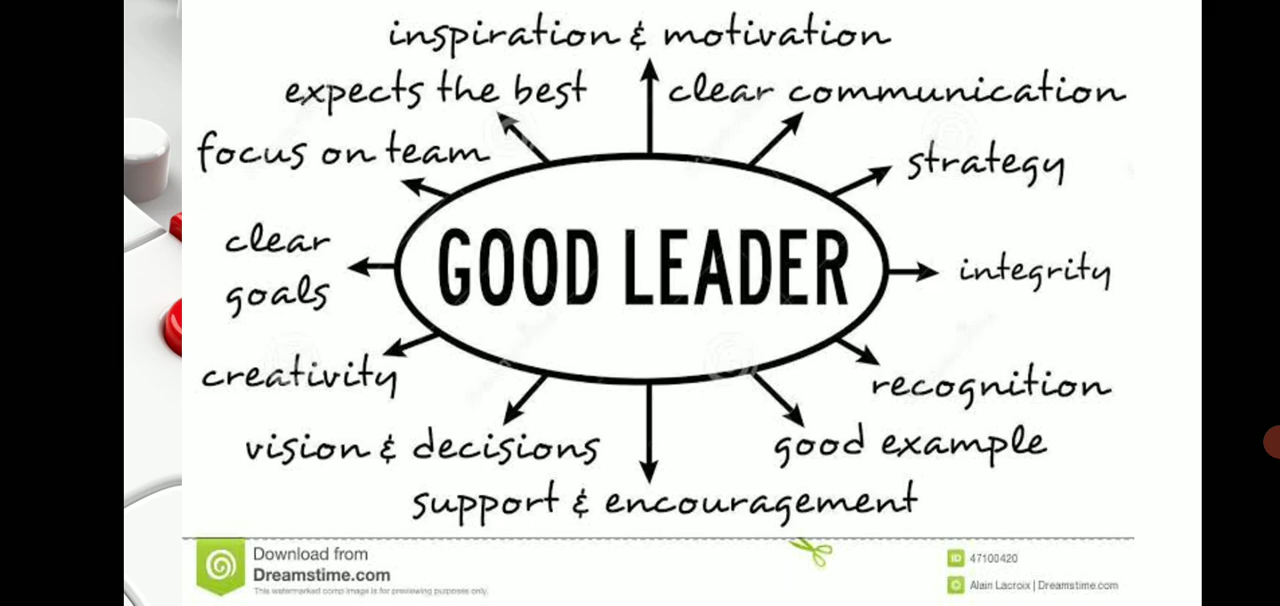 inspiration & motivation
expects the best
clear communication
focus on team
strategy
clear
goals
GOOD LEADER
integrity
creativity
recognition
vision & decisions
good example
support & encouragement
Download from
Dreamstime.com
This watermarked comp image is for previewing purposes only.
ID 47100420
Alain Lacroix | Dreamstime.com